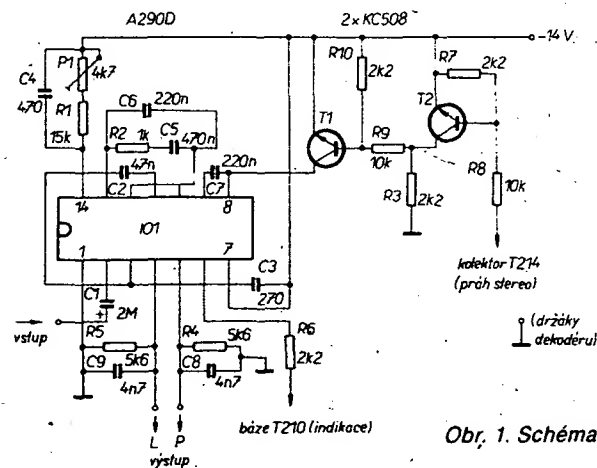 A290D
2x KC508
-14 V
C4
470
P1
4k7
R1
15k
C6
220n
R2
1k
C5
470n
47n
C2
C7
220n
T1
R10
2k2
R9
10k
T2
R7
2k2
R8
10k
R3
2k2
14
8
IO1
1
7
C3
270
kolektor T214
(práh stereo)
C1
2M
+
vstup
R5
5k6
C9
4n7
R4
5k6
C8
4n7
R6
2k2
(držáky
dekodéru)
L
P
výstup
báze T210 (indikace)
Obr. 1. Schéma